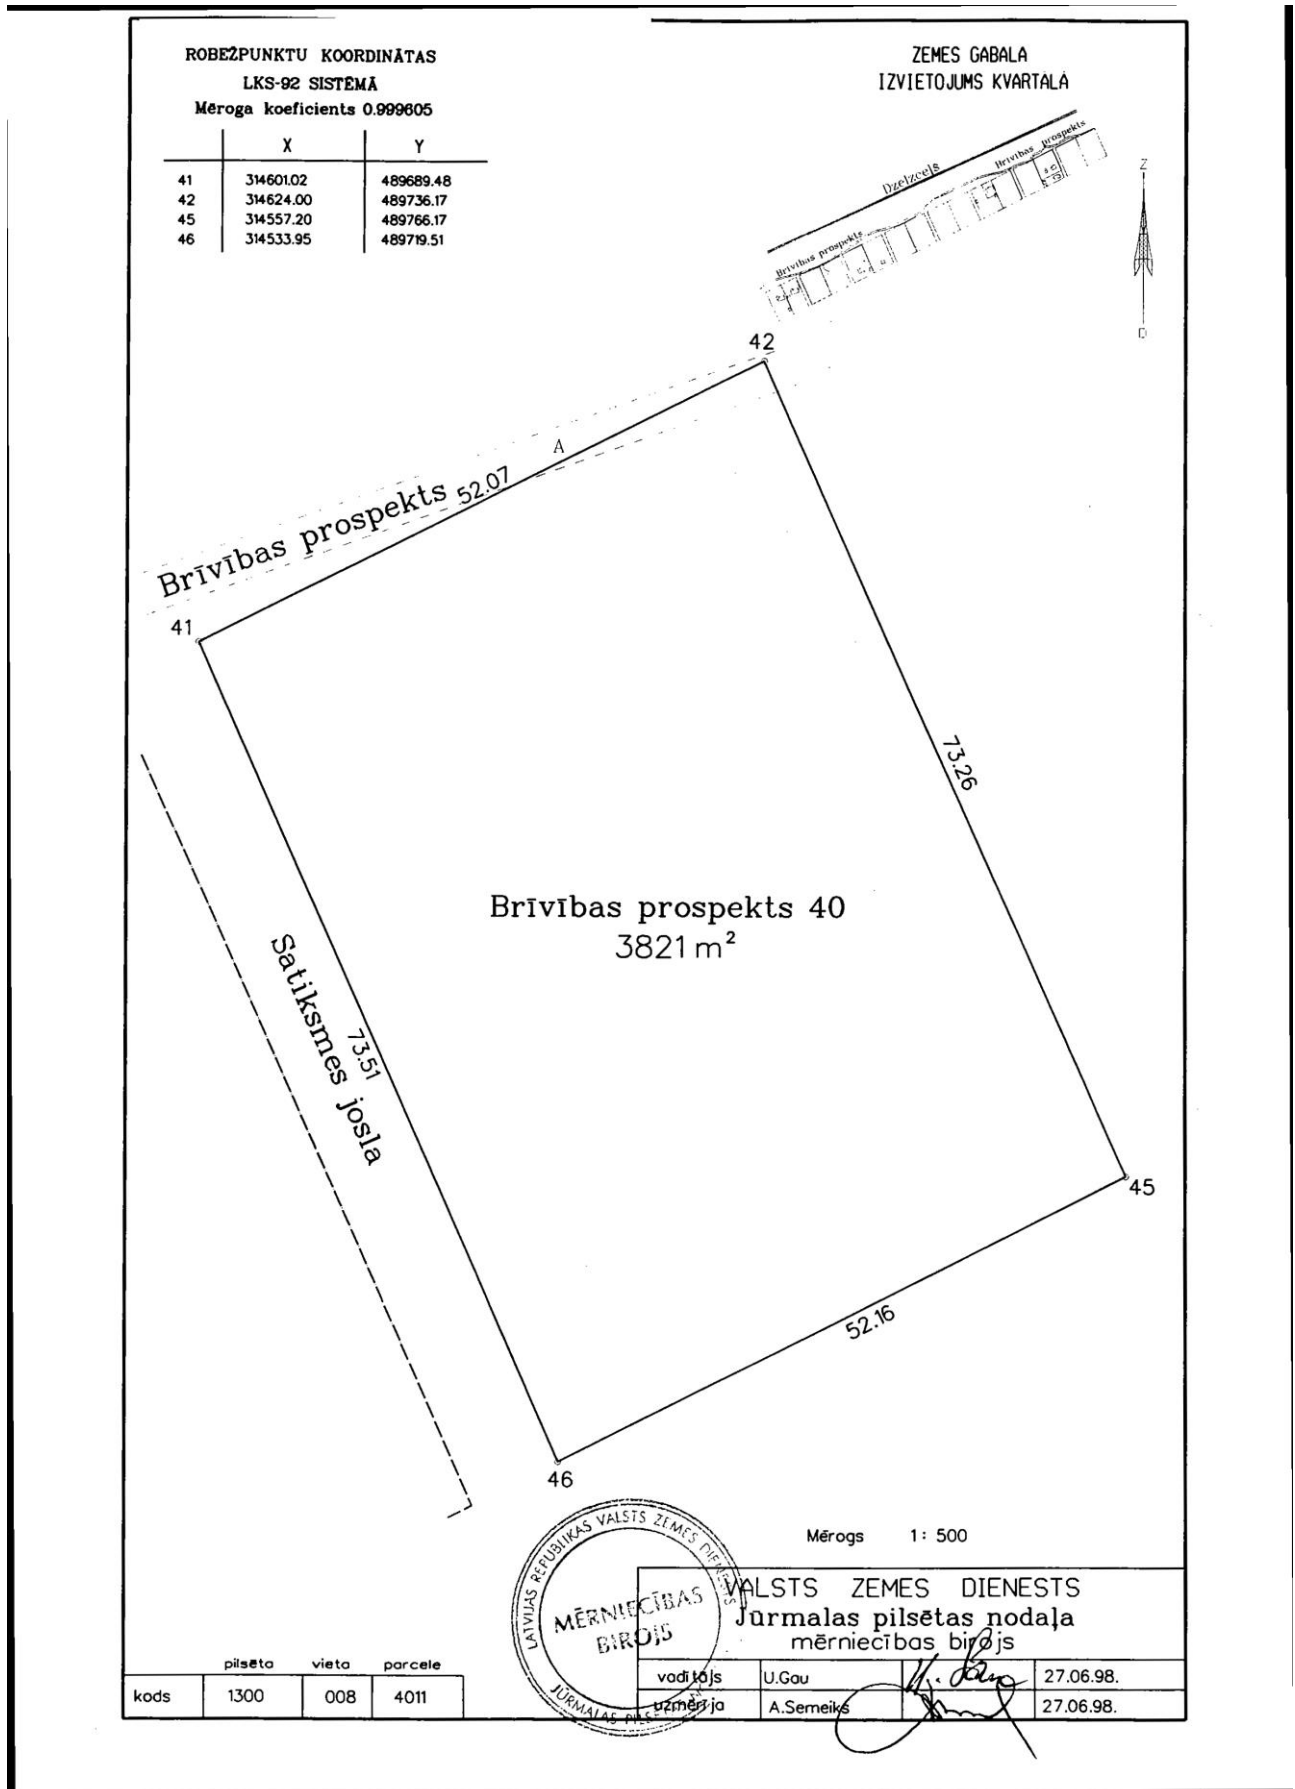 ROBEŽPUNKTU KOORDINĀTAS
LKS-92 SISTĒMĀ
Mēroga koeficients 0.999605
X Y
41 314601.02 489689.48
42 314624.00 489736.17
45 314557.20 489766.17
46 314533.95 489719.51
ZEMES GABALA
IZVIETOJUMS KVARTĀLĀ
Dzelzceļš
Brīvības prospekts
Brīvības prospekts
Z
D
42
A
52.07
Brīvības prospekts
41
73.26
Brīvības prospekts 40
3821 m²
Satiksmes josla
73.51
45
52.16
46
Mērogs 1: 500
LATVIJAS REPUBLIKAS VALSTS ZEMES DIENESTS
MĒRNIECĪBAS
BIROJS
JŪRMALAS
VALSTS ZEMES DIENESTS
Jūrmalas pilsētas nodaļa
mērniecības birojs
vadītājs U.Gau 27.06.98.
uzmērīja A.Semeiks 27.06.98.
pilsēta vieta parcele
kods 1300 008 4011